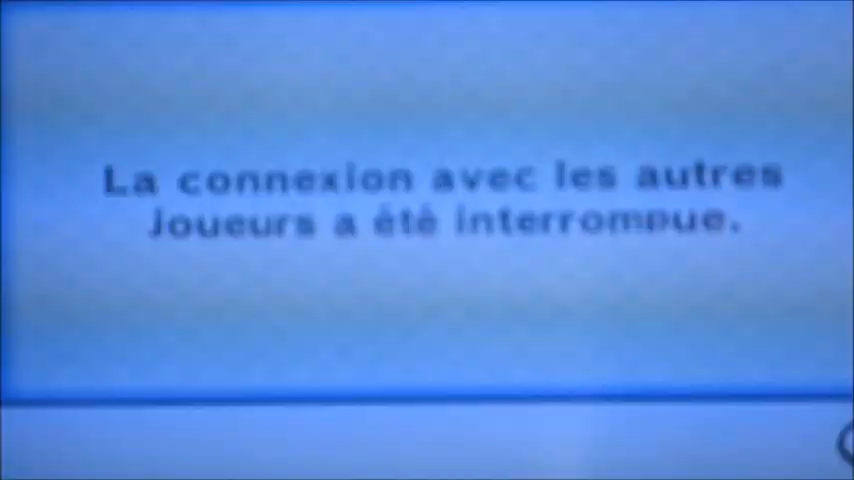 La connexion avec les autres
joueurs a été interrompue.